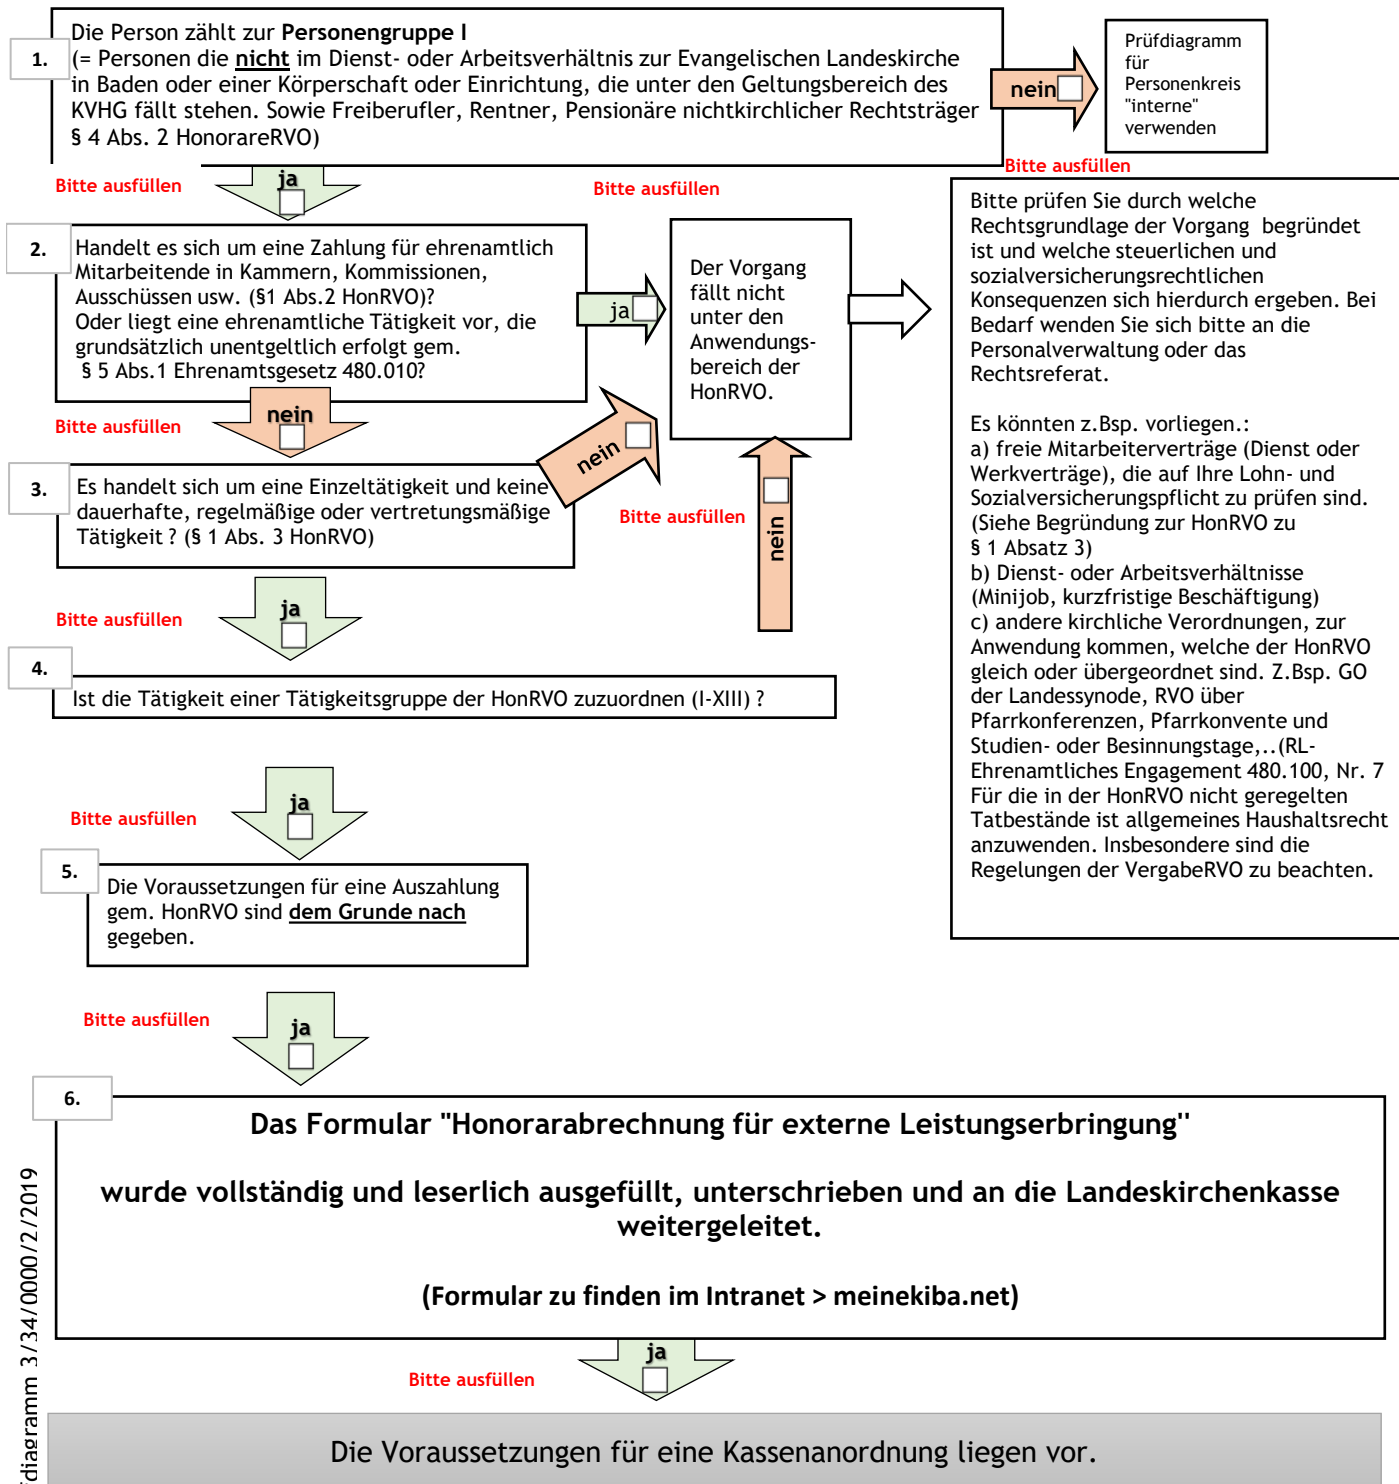 1.
Die Person zählt zur Personengruppe I
(= Personen die nicht im Dienst- oder Arbeitsverhältnis zur Evangelischen Landeskirche
in Baden oder einer Körperschaft oder Einrichtung, die unter den Geltungsbereich des
KVHG fällt stehen. Sowie Freiberufler, Rentner, Pensionäre nichtkirchlicher Rechtsträger
§ 4 Abs. 2 HonorareRVO)
nein
Prüfdiagramm
für
Personenkreis
"interne"
verwenden
Bitte ausfüllen
Bitte ausfüllen
ja
Bitte ausfüllen
2.
Handelt es sich um eine Zahlung für ehrenamtlich
Mitarbeitende in Kammern, Kommissionen,
Ausschüssen usw. (§1 Abs.2 HonRVO)?
Oder liegt eine ehrenamtliche Tätigkeit vor, die
grundsätzlich unentgeltlich erfolgt gem.
§ 5 Abs.1 Ehrenamtsgesetz 480.010?
ja
Der Vorgang
fällt nicht
unter den
Anwendungs-
bereich der
HonRVO.
Bitte prüfen Sie durch welche
Rechtsgrundlage der Vorgang begründet
ist und welche steuerlichen und
sozialversicherungsrechtlichen
Konsequenzen sich hierdurch ergeben. Bei
Bedarf wenden Sie sich bitte an die
Personalverwaltung oder das
Rechtsreferat.
Es könnten z.Bsp. vorliegen.:
a) freie Mitarbeiterverträge (Dienst oder
Werkverträge), die auf Ihre Lohn- und
Sozialversicherungspflicht zu prüfen sind.
(Siehe Begründung zur HonRVO zu
§ 1 Absatz 3)
b) Dienst- oder Arbeitsverhältnisse
(Minijob, kurzfristige Beschäftigung)
c) andere kirchliche Verordnungen, zur
Anwendung kommen, welche der HonRVO
gleich oder übergeordnet sind. Z.Bsp. GO
der Landessynode, RVO über
Pfarrkonferenzen, Pfarrkonvente und
Studien- oder Besinnungstage,..(RL-
Ehrenamtliches Engagement 480.100, Nr. 7
Für die in der HonRVO nicht geregelten
Tatbestände ist allgemeines Haushaltsrecht
anzuwenden. Insbesondere sind die
Regelungen der VergabeRVO zu beachten.
Bitte ausfüllen
nein
3.
Es handelt sich um eine Einzeltätigkeit und keine
dauerhafte, regelmäßige oder vertretungsmäßige
Tätigkeit ? (§ 1 Abs. 3 HonRVO)
nein
Bitte ausfüllen
nein
Bitte ausfüllen
ja
4.
Ist die Tätigkeit einer Tätigkeitsgruppe der HonRVO zuzuordnen (I-XIII) ?
Bitte ausfüllen
ja
5.
Die Voraussetzungen für eine Auszahlung
gem. HonRVO sind dem Grunde nach
gegeben.
Bitte ausfüllen
ja
6.
Das Formular "Honorarabrechnung für externe Leistungserbringung"
wurde vollständig und leserlich ausgefüllt, unterschrieben und an die Landeskirchenkasse
weitergeleitet.
(Formular zu finden im Intranet > meinekiba.net)
Bitte ausfüllen
ja
Die Voraussetzungen für eine Kassenanordnung liegen vor.
diagramm 3/34/0000/2/2019